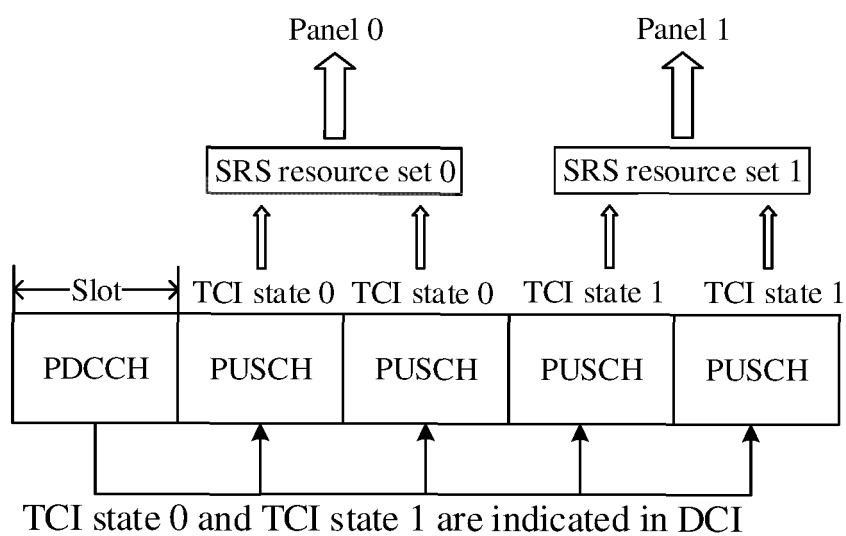 Panel 0 Panel 1
SRS resource set 0 SRS resource set 1
Slot TCI state 0 TCI state 0 TCI state 1 TCI state 1
PDCCH PUSCH PUSCH PUSCH PUSCH
TCI state 0 and TCI state 1 are indicated in DCI